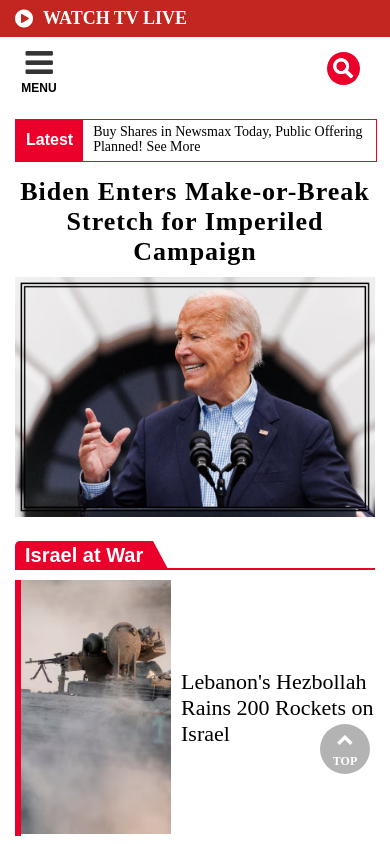 WATCH TV LIVE
MENU
Latest
Buy Shares in Newsmax Today, Public Offering
Planned! See More
Biden Enters Make-or-Break
Stretch for Imperiled
Campaign
Israel at War
Lebanon's Hezbollah
Rains 200 Rockets on
Israel
TOP